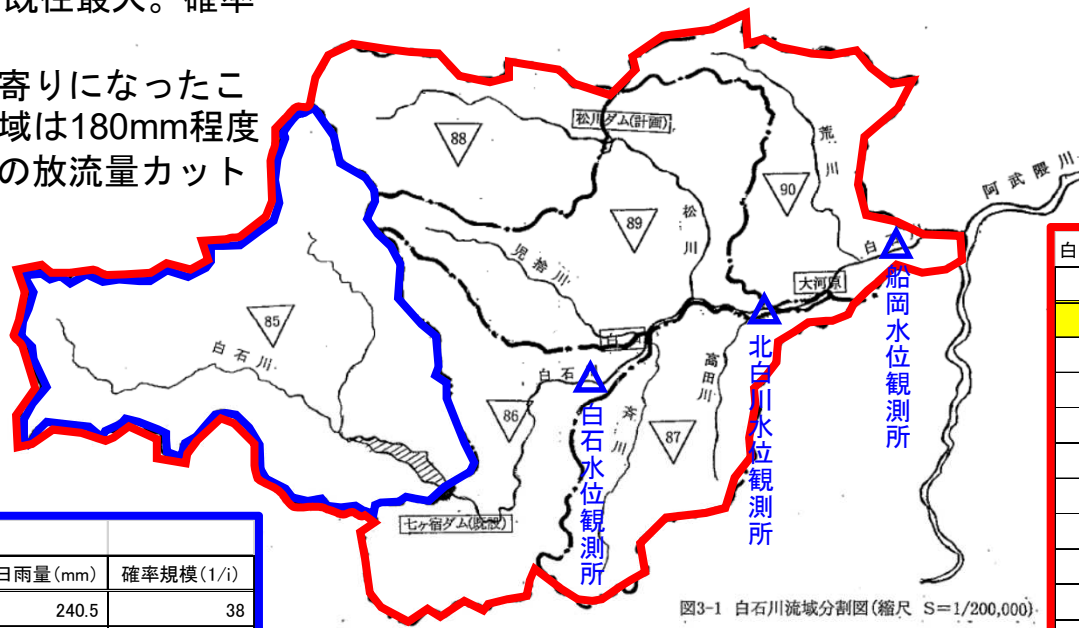 既往最大。確率
寄りになったこ
域は180mm程度
の放流量カット
88
松川ダム(計画)
荒川
90
阿武隈川
89
松川
児捨川
白
船岡水位観測所
大河原
85
白石川
白石
北白川水位観測所
高田川
86
白石水位観測所
斉川
87
七ヶ宿ダム(既設)
白
日雨量(mm)
確率規模(1/i)
240.5
38
図3-1 白石川流域分割図(縮尺 S=1/200,000)